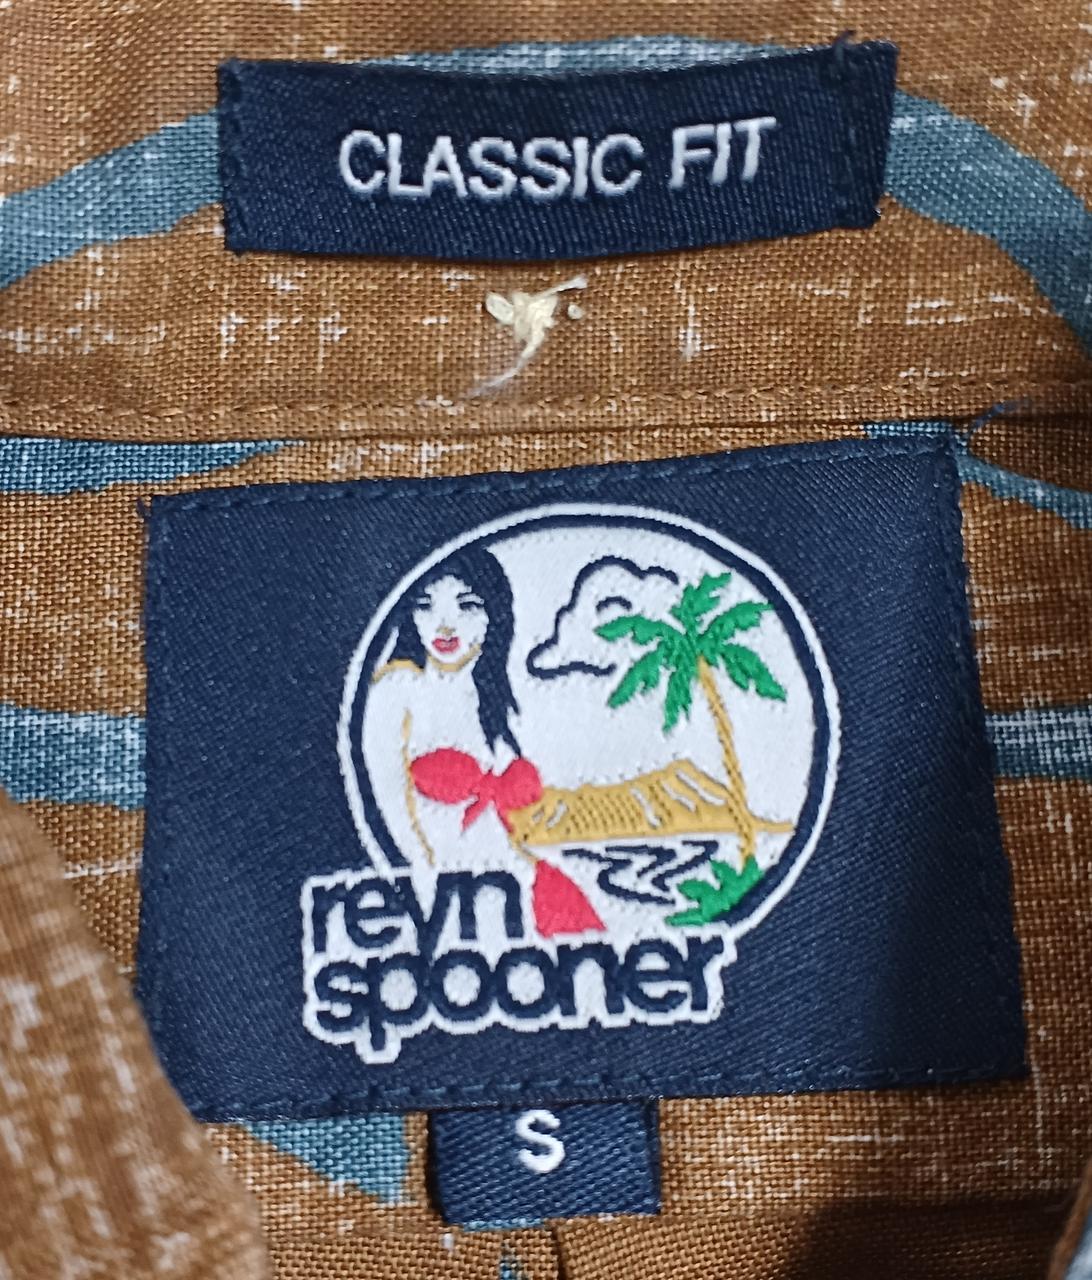 CLASSIC FIT
reyn
spooner
S